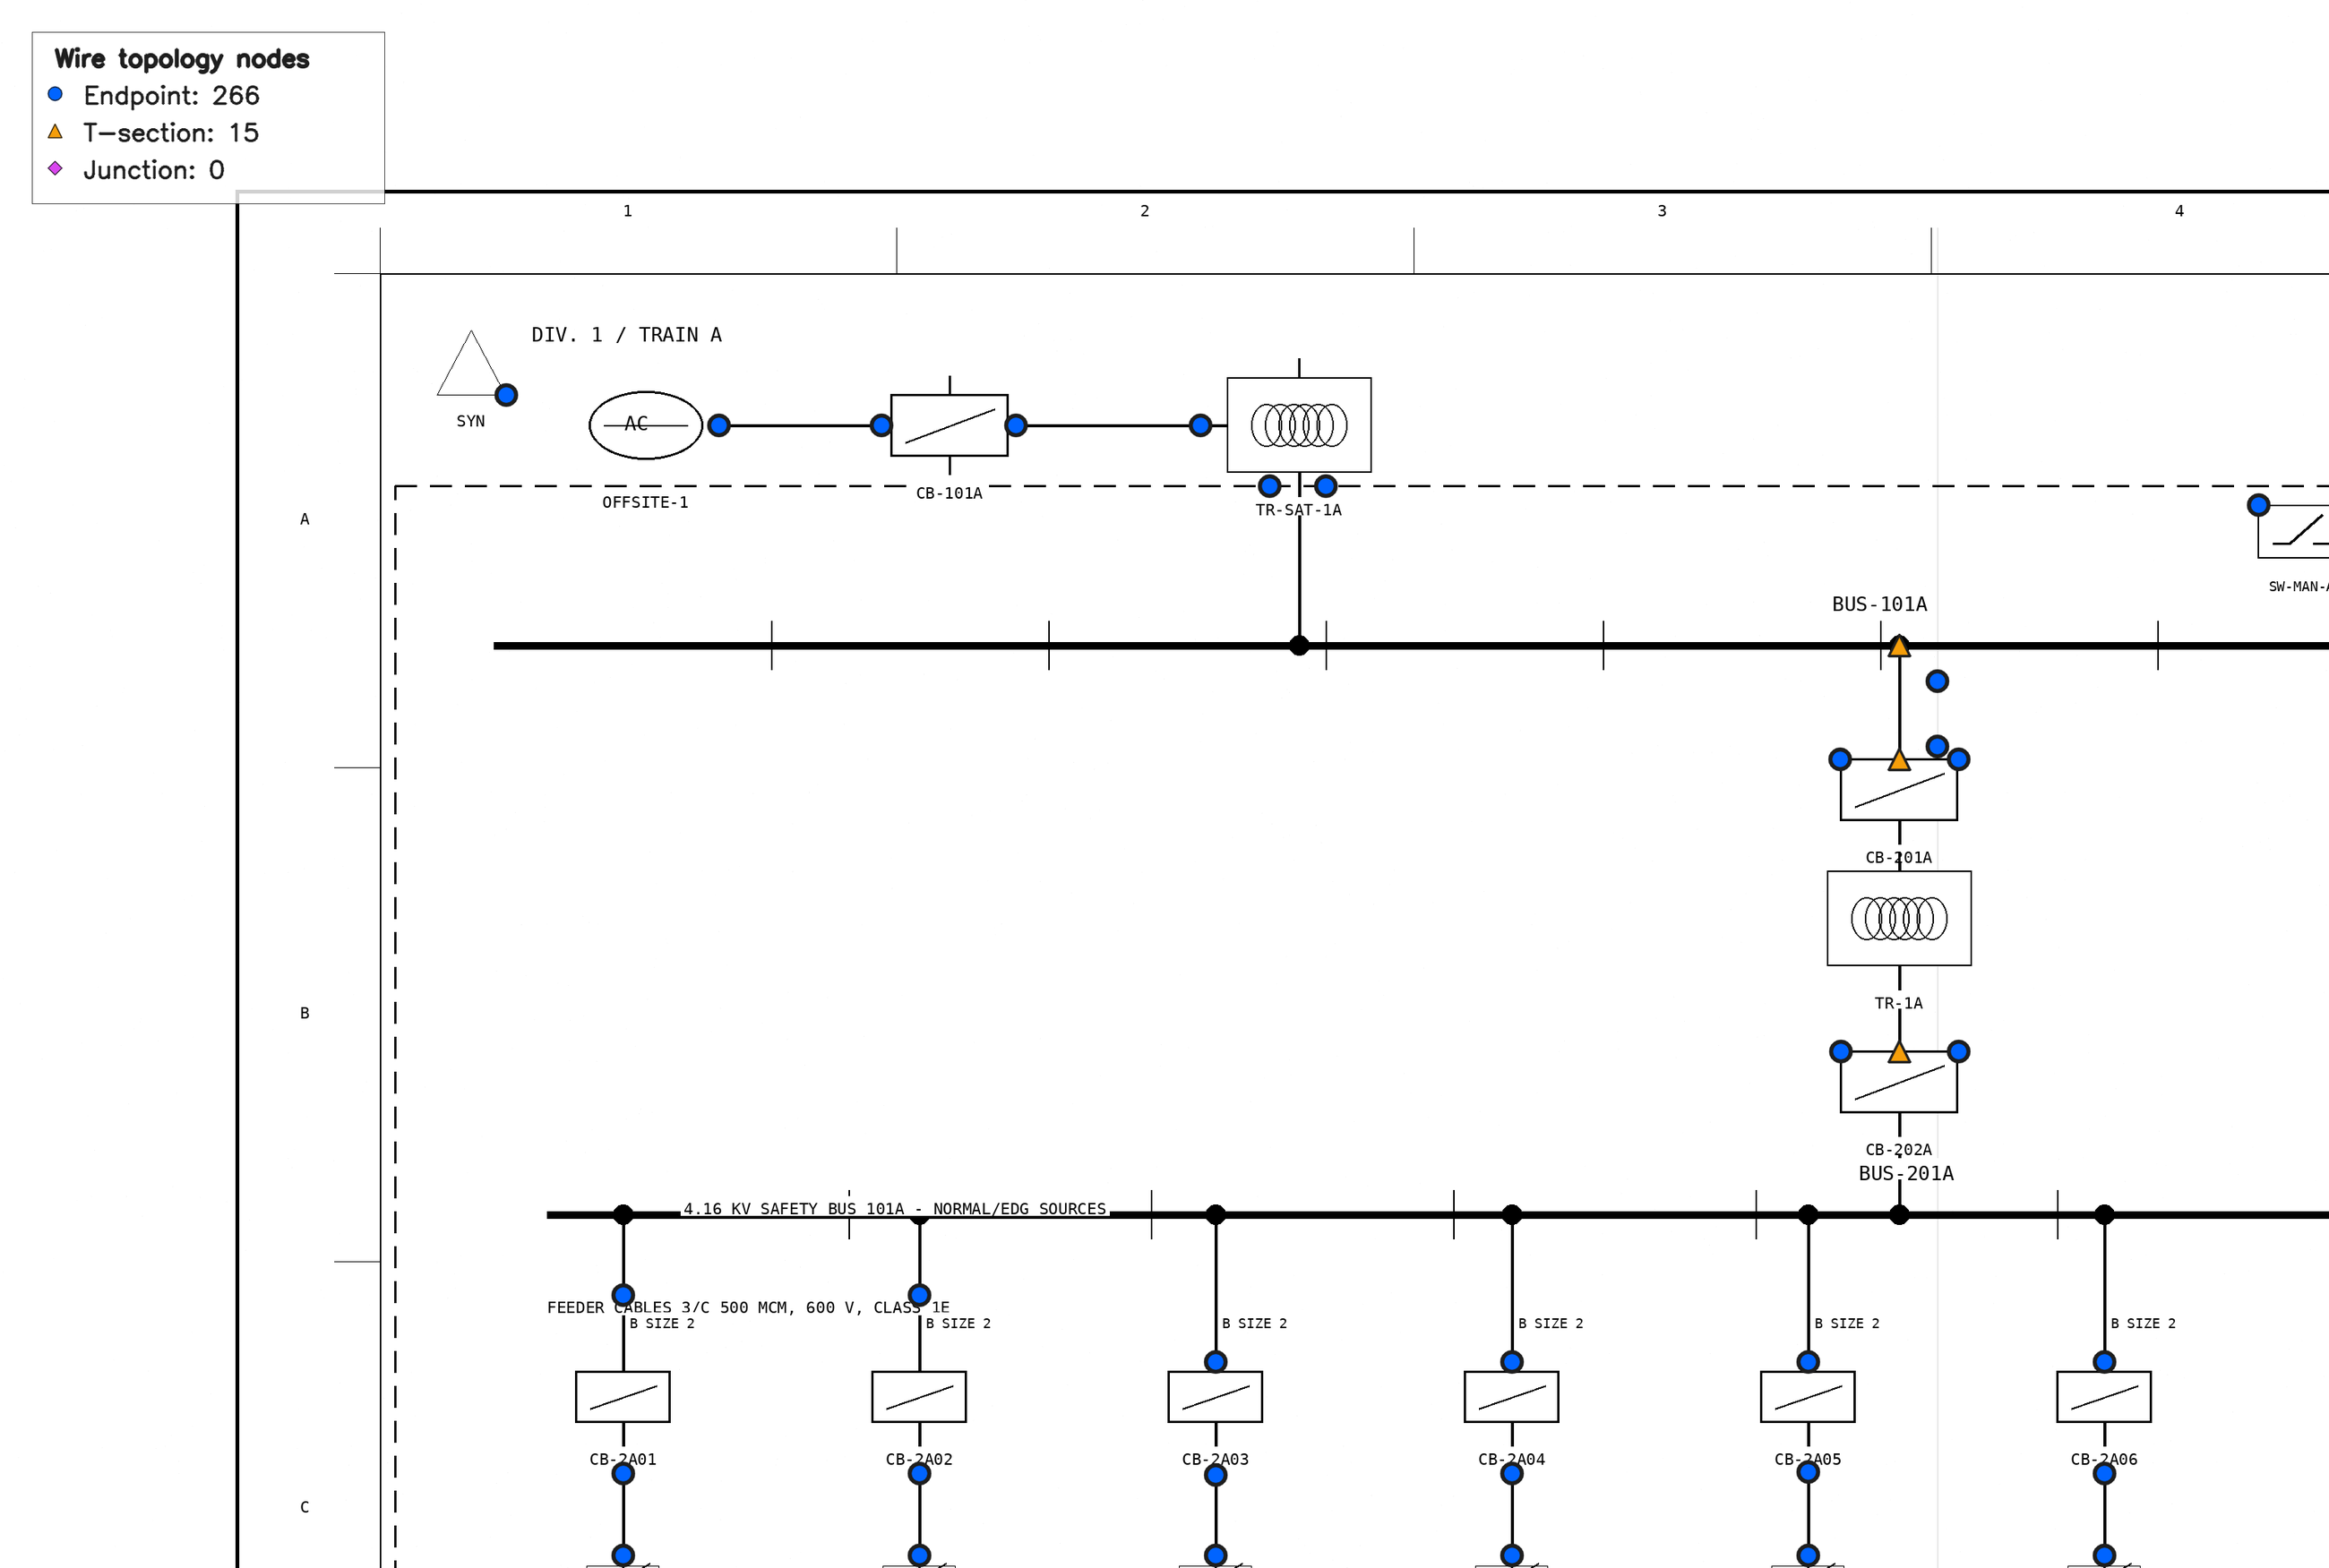 Wire topology nodes
Endpoint: 266
T-section: 15
Junction: 0
1 2 3 4
DIV. 1 / TRAIN A
SYN
AC
OFFSITE-1
CB-101A
TR-SAT-1A
A
SW-MAN-A
BUS-101A
CB-201A
B
TR-1A
CB-202A
BUS-201A
4.16 KV SAFETY BUS 101A - NORMAL/EDG SOURCES
FEEDER CABLES 3/C 500 MCM, 600 V, CLASS 1E
B SIZE 2 B SIZE 2 B SIZE 2 B SIZE 2 B SIZE 2 B SIZE 2
CB-2A01 CB-2A02 CB-2A03 CB-2A04 CB-2A05 CB-2A06
C